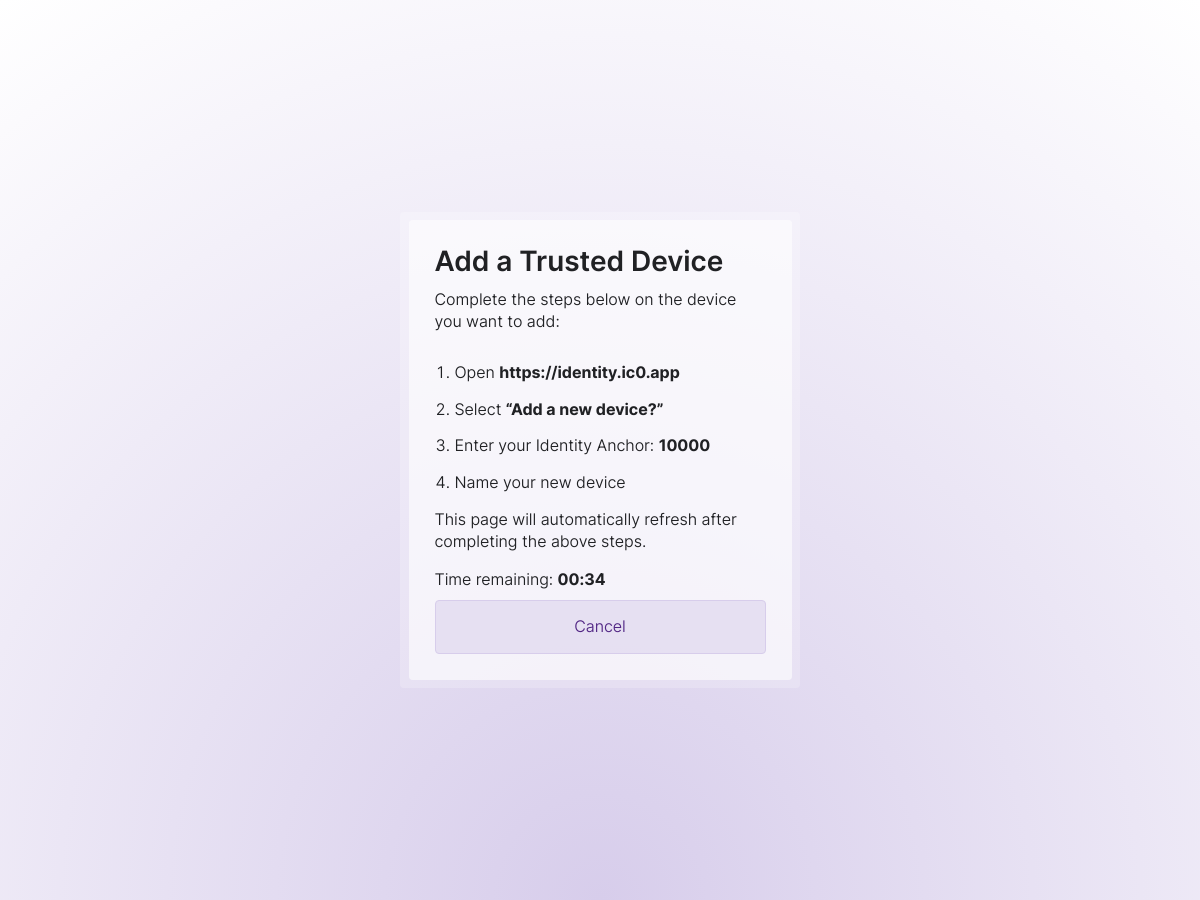 Add a Trusted Device
Complete the steps below on the device
you want to add:
1. Open https://identity.ic0.app
2. Select “Add a new device?”
3. Enter your Identity Anchor: 10000
4. Name your new device
This page will automatically refresh after
completing the above steps.
Time remaining: 00:34
Cancel